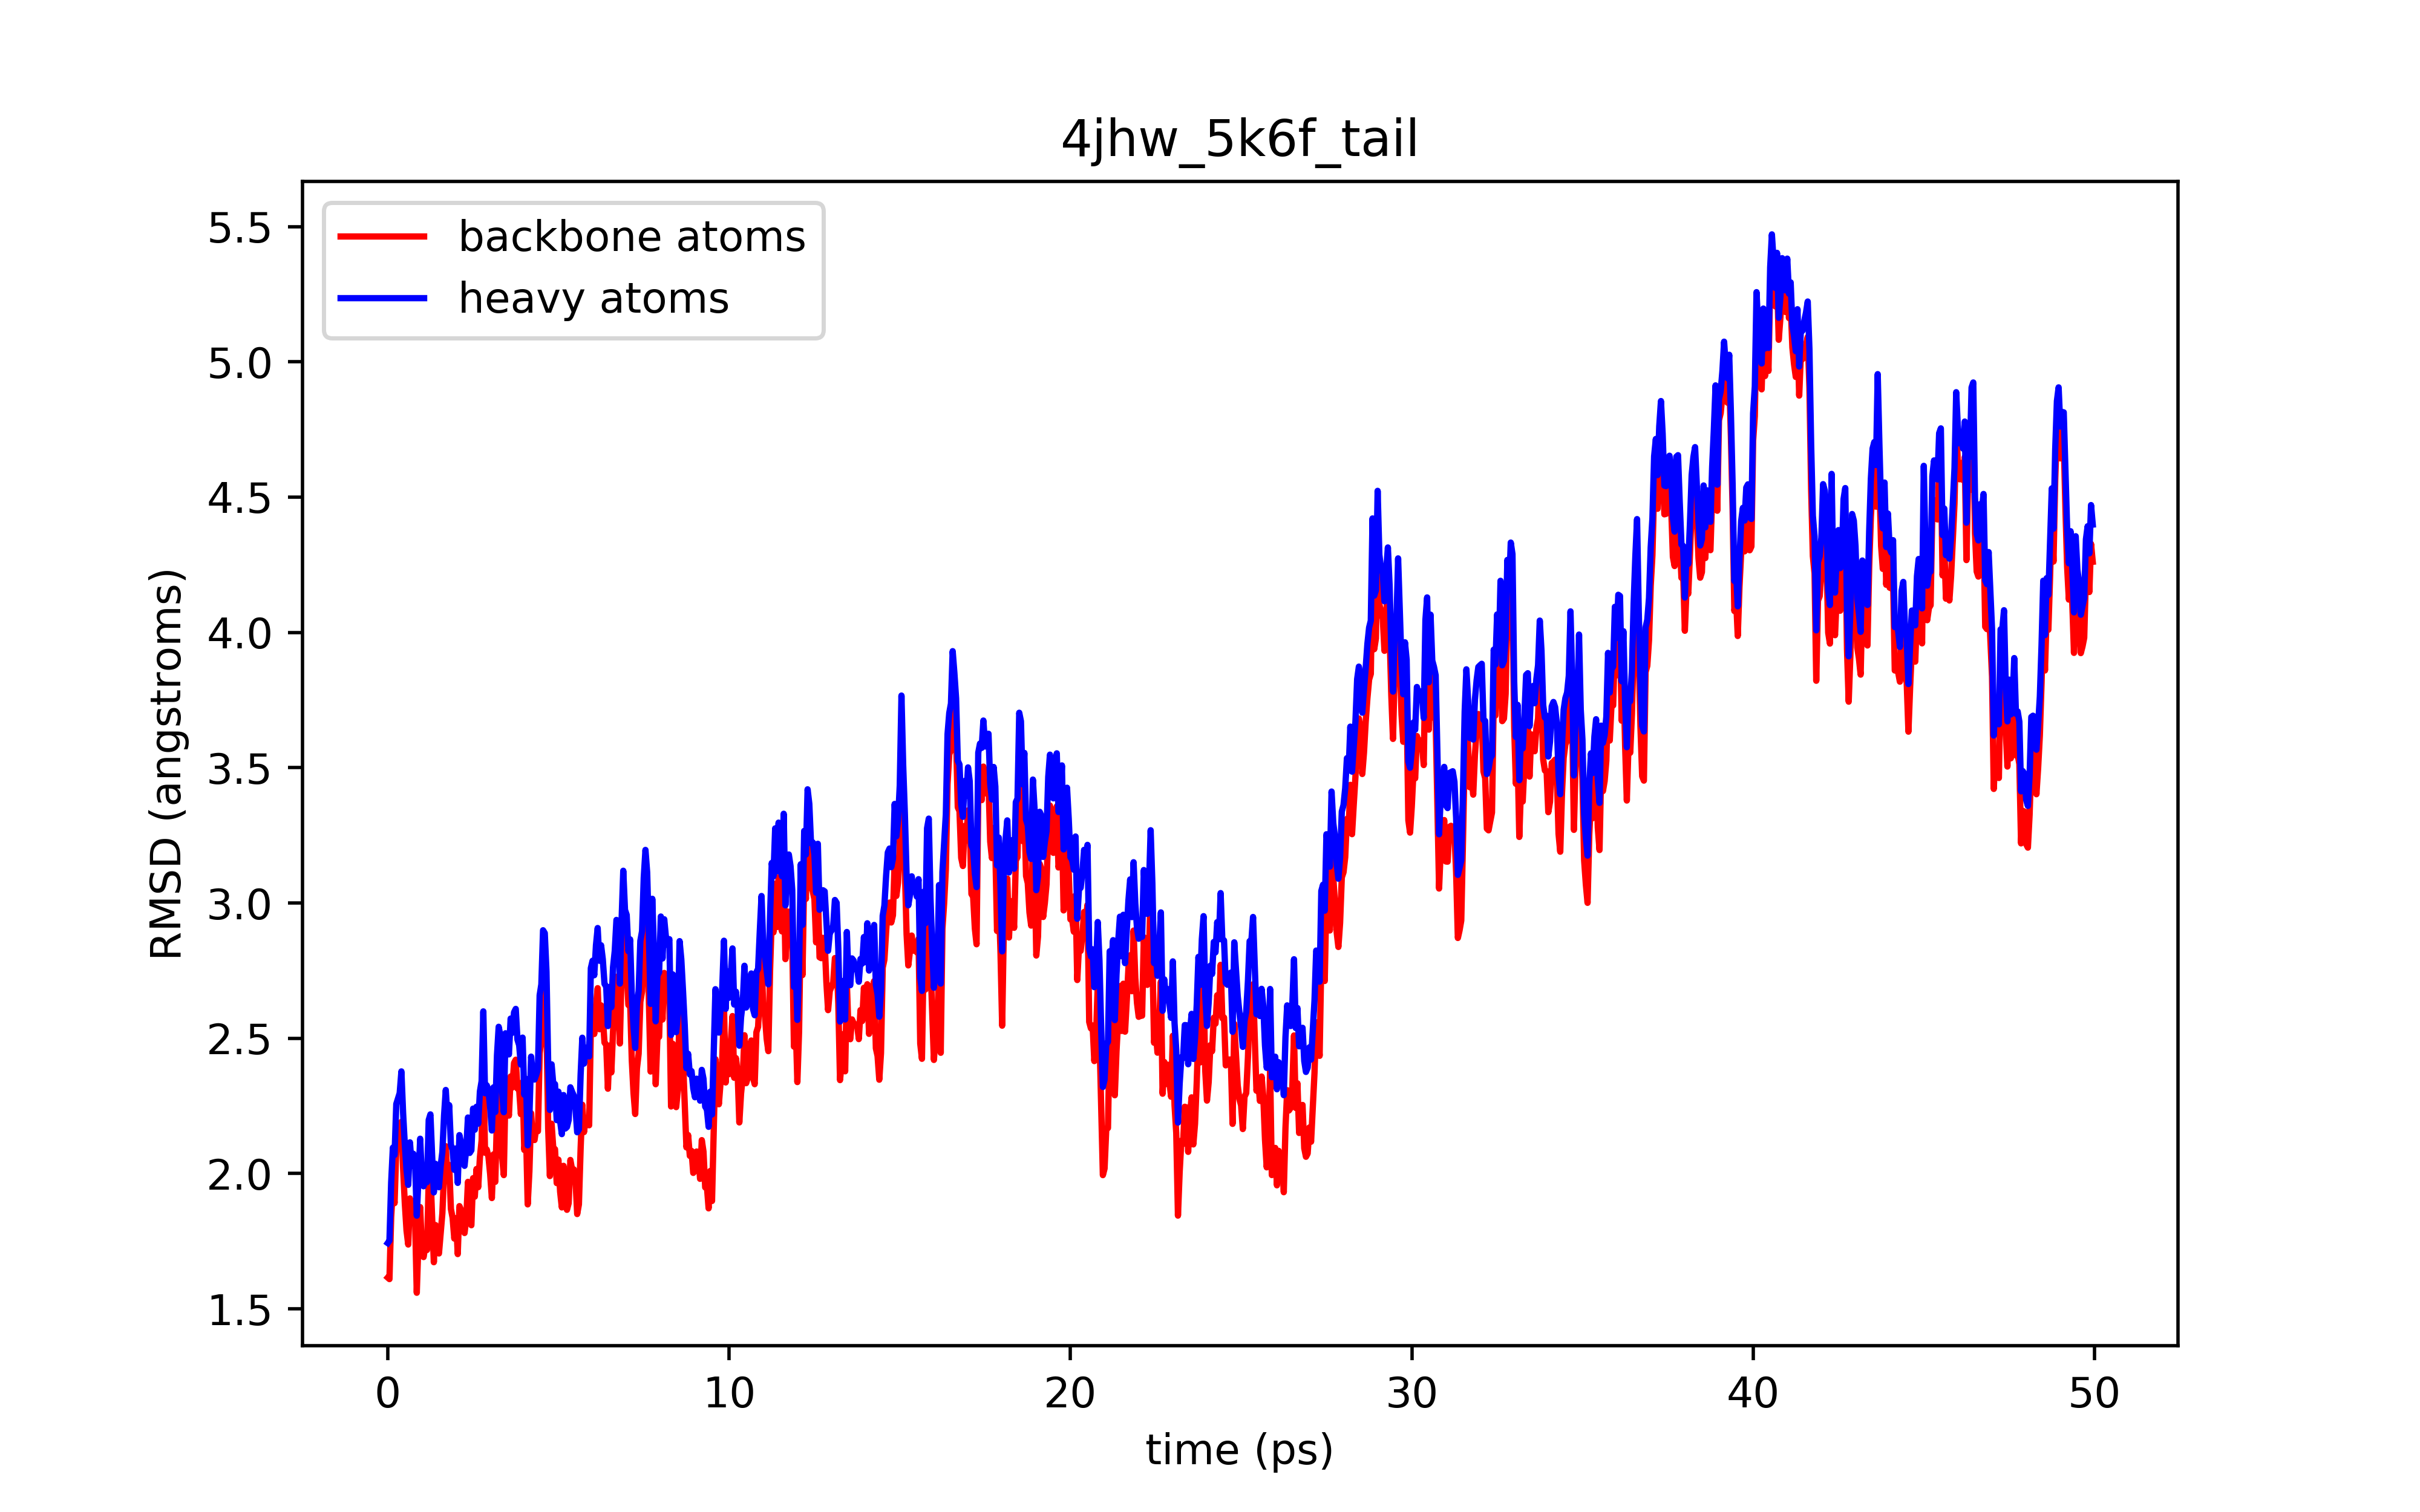 4jhw_5k6f_tail
backbone atoms
heavy atoms
RMSD (angstroms)
5.5
5.0
4.5
4.0
3.5
3.0
2.5
2.0
1.5
0 10 20 30 40 50
time (ps)